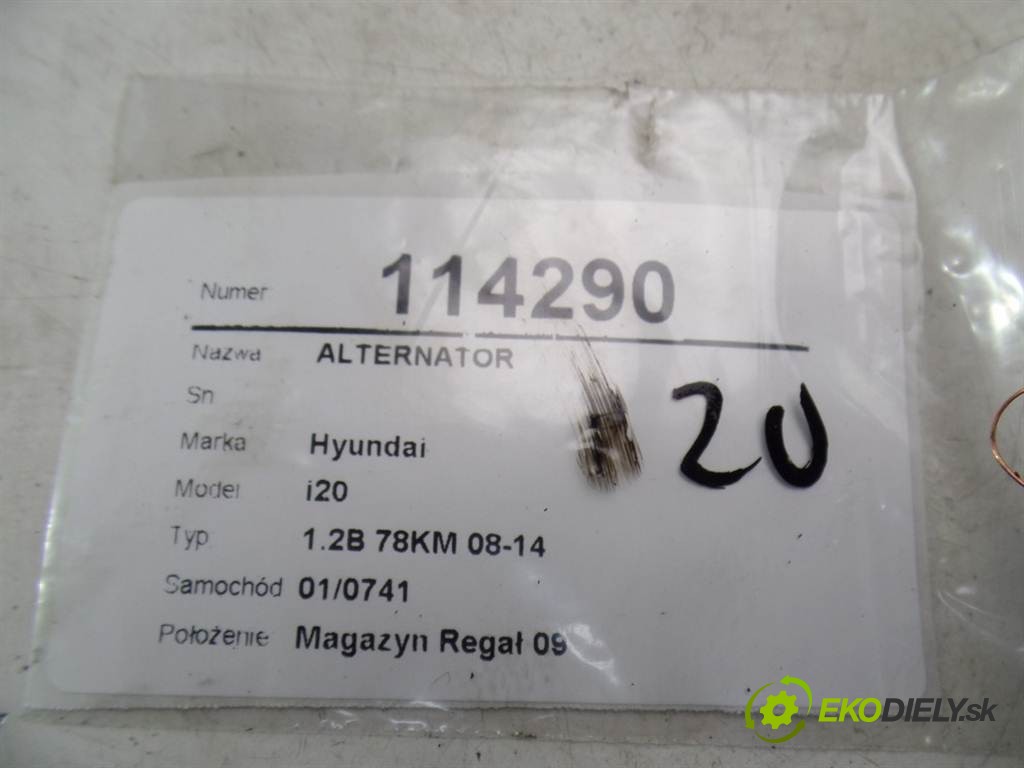 Numer 114290
Nazwa ALTERNATOR
Sn
Marka Hyundai
Model i20
Typ 1.2B 78KM 08-14
Samochód 01/0741
Położenie Magazyn Regał 09
20
EKODIELY.sk